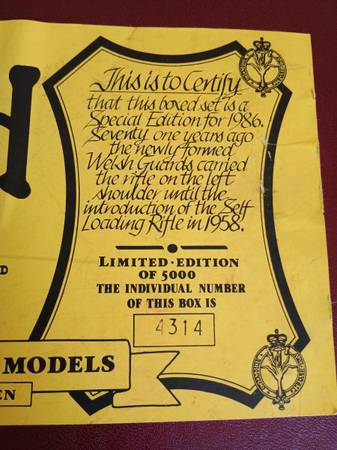 This is to Certify
that this boxed set is a
Special Edition for 1986.
Seventy one years ago
the newly formed
Welsh Guards carried
the rifle on the left
shoulder until the
introduction of the Self
Loading Rifle in 1958.
LIMITED·EDITION
OF 5000
THE INDIVIDUAL NUMBER
OF THIS BOX IS
4314
D
MODELS
EN